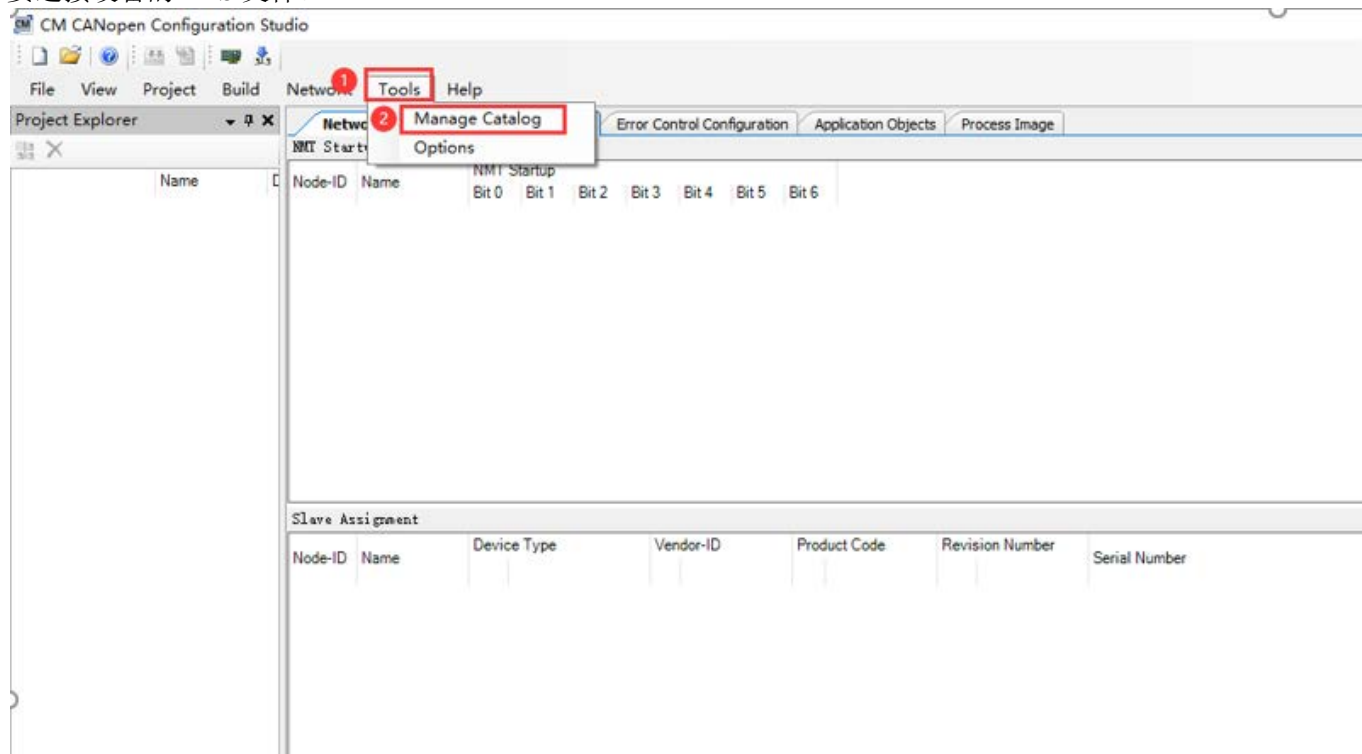 CM CANopen Configuration Studio
File View Project Build Network Tools Help
1
Project Explorer
2 Manage Catalog
Options
Error Control Configuration Application Objects Process Image
Name
Node-ID Name NMT Startup
Bit 0 Bit 1 Bit 2 Bit 3 Bit 4 Bit 5 Bit 6
Slave Assignment
Node-ID Name Device Type Vendor-ID Product Code Revision Number Serial Number